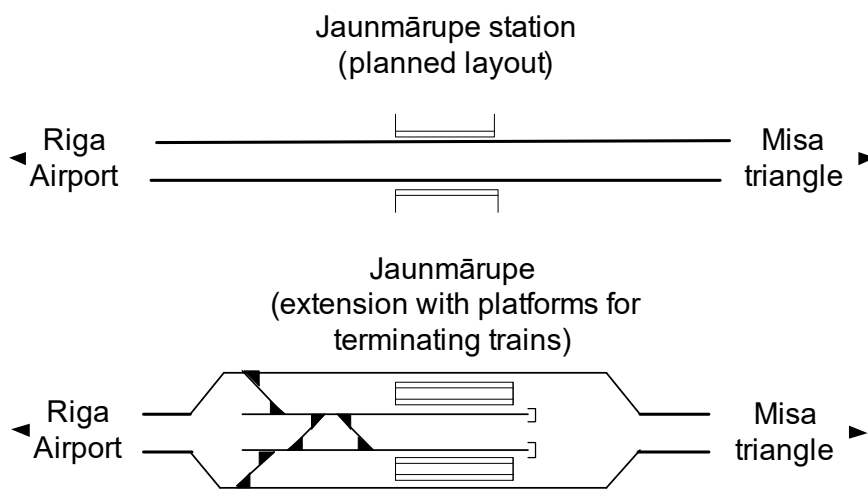 Jaunmārupe station
(planned layout)
Riga
Airport
Misa
triangle
Jaunmārupe
(extension with platforms for
terminating trains)
Riga
Airport
Misa
triangle